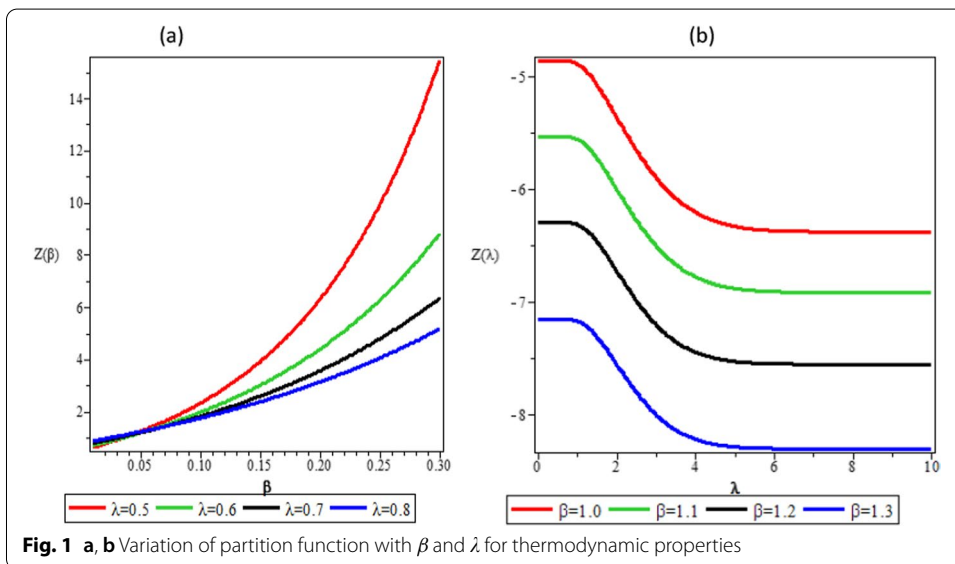 (a)
14
12
10
Z(β)
8
6
4
2
0.05 0.10 0.15 0.20 0.25 0.30
β
λ=0.5 λ=0.6 λ=0.7 λ=0.8
(b)
-5
-6
Z(λ)
-7
-8
0 2 4 6 8 10
λ
β=1.0 β=1.1 β=1.2 β=1.3
Fig. 1 a, b Variation of partition function with β and λ for thermodynamic properties